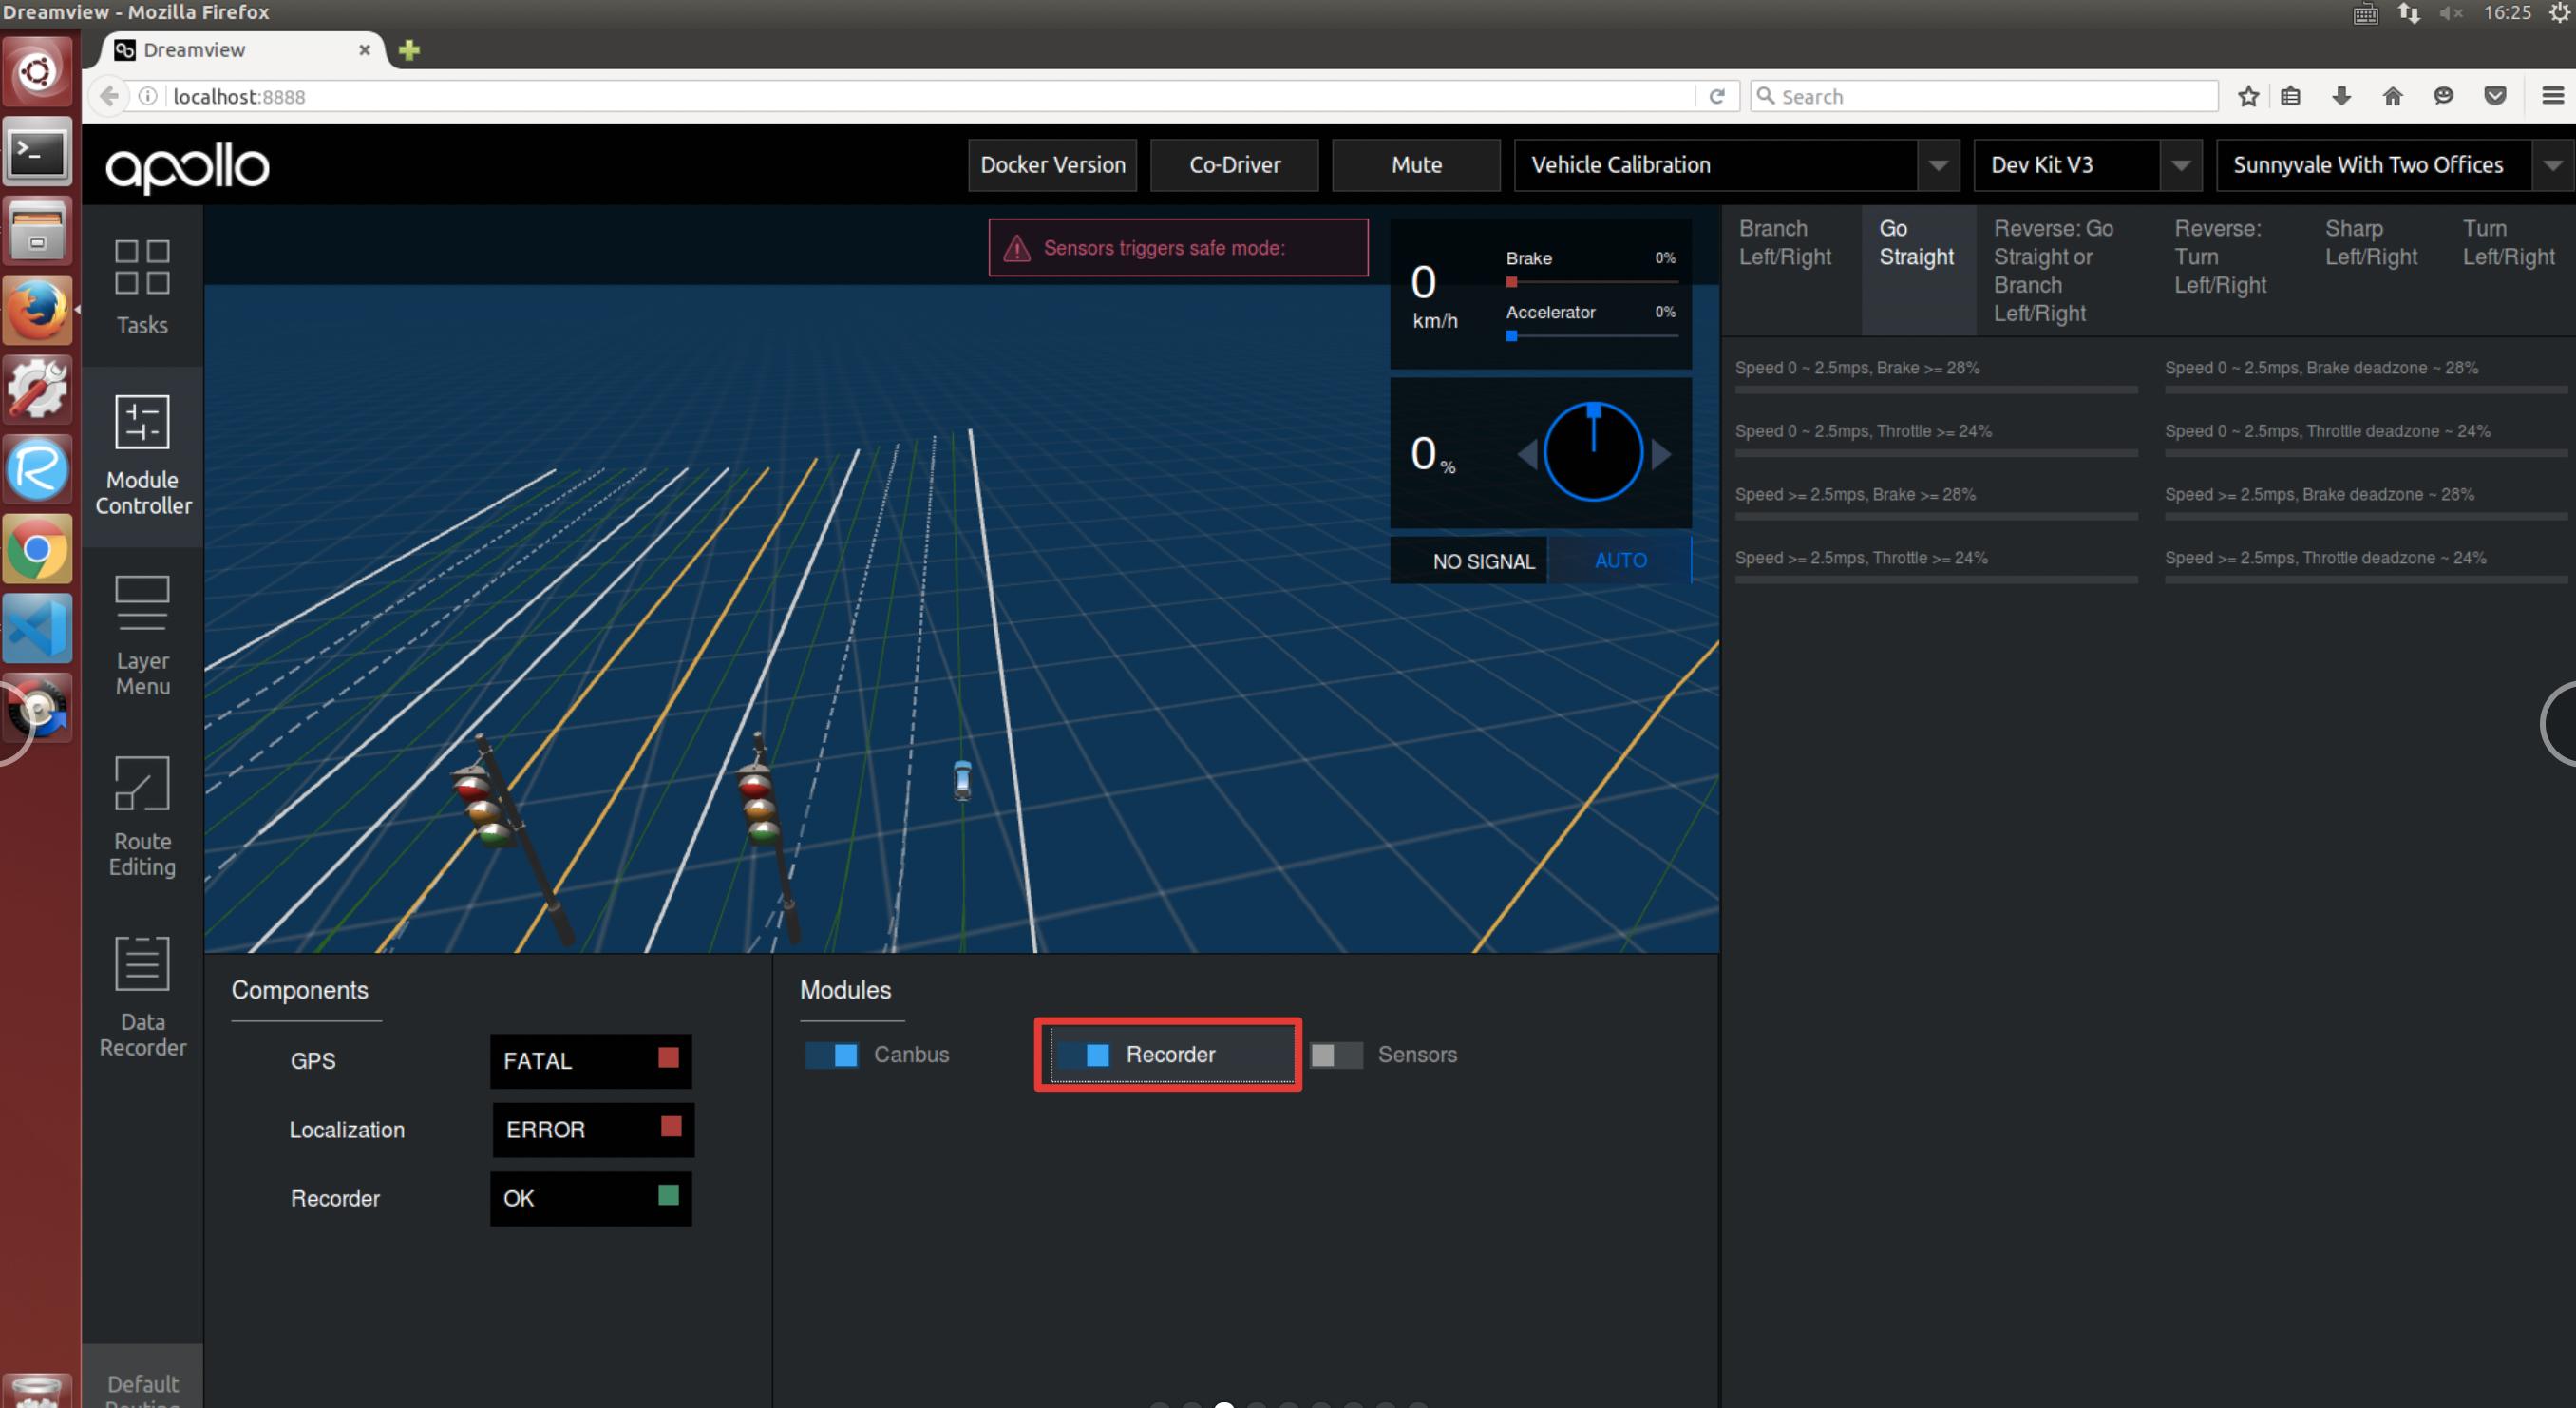 Dreamview - Mozilla Firefox
16:25
Dreamview
localhost:8888
Search
apollo
Docker Version
Co-Driver
Mute
Vehicle Calibration
Dev Kit V3
Sunnyvale With Two Offices
Tasks
Module
Controller
Layer
Menu
Route
Editing
Data
Recorder
Default
Sensors triggers safe mode:
0
km/h
Brake
0%
Accelerator
0%
0
%
NO SIGNAL
AUTO
Branch
Left/Right
Go
Straight
Reverse: Go
Straight or
Branch
Left/Right
Reverse:
Turn
Left/Right
Sharp
Left/Right
Turn
Left/Right
Speed 0 ~ 2.5mps, Brake >= 28%
Speed 0 ~ 2.5mps, Brake deadzone ~ 28%
Speed 0 ~ 2.5mps, Throttle >= 24%
Speed 0 ~ 2.5mps, Throttle deadzone ~ 24%
Speed >= 2.5mps, Brake >= 28%
Speed >= 2.5mps, Brake deadzone ~ 28%
Speed >= 2.5mps, Throttle >= 24%
Speed >= 2.5mps, Throttle deadzone ~ 24%
Components
GPS
FATAL
Localization
ERROR
Recorder
OK
Modules
Canbus
Recorder
Sensors